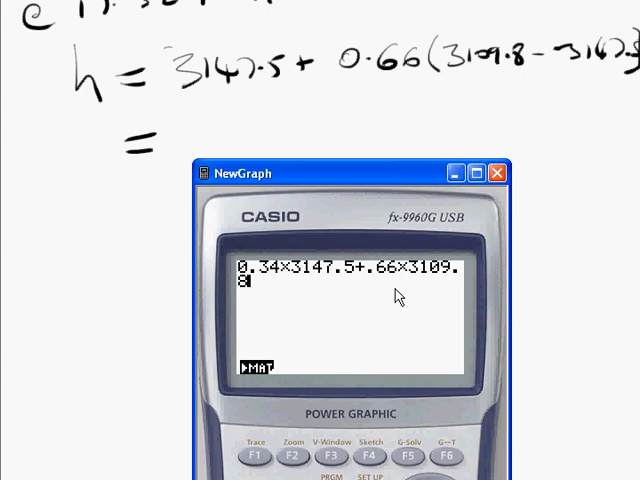 h = 3147.5 + 0.66(3109.8 - 3147.5)
=
NewGraph
CASIO fx-9960G USB
0.34×3147.5+.66×3109.
8
▶MAT
POWER GRAPHIC
Trace Zoom V-Window Sketch G-Solv G↔T
F1 F2 F3 F4 F5 F6
PRGM SET UP